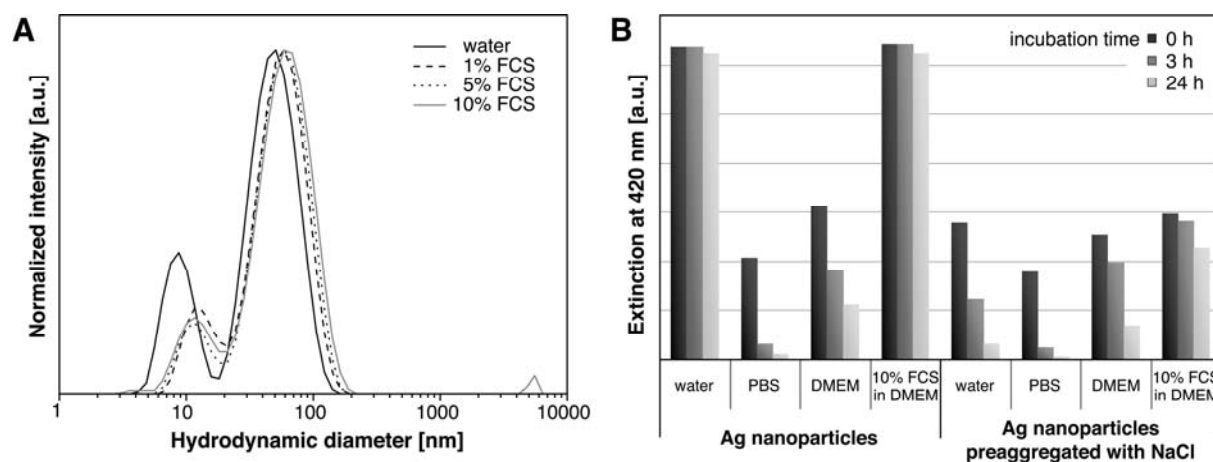 A
Normalized intensity [a.u.]
water
1% FCS
5% FCS
10% FCS
1
10
100
1000
10000
Hydrodynamic diameter [nm]
B
Extinction at 420 nm [a.u.]
incubation time
0 h
3 h
24 h
water
PBS
DMEM
10% FCS
in DMEM
water
PBS
DMEM
10% FCS
in DMEM
Ag nanoparticles
Ag nanoparticles
preaggregated with NaCl